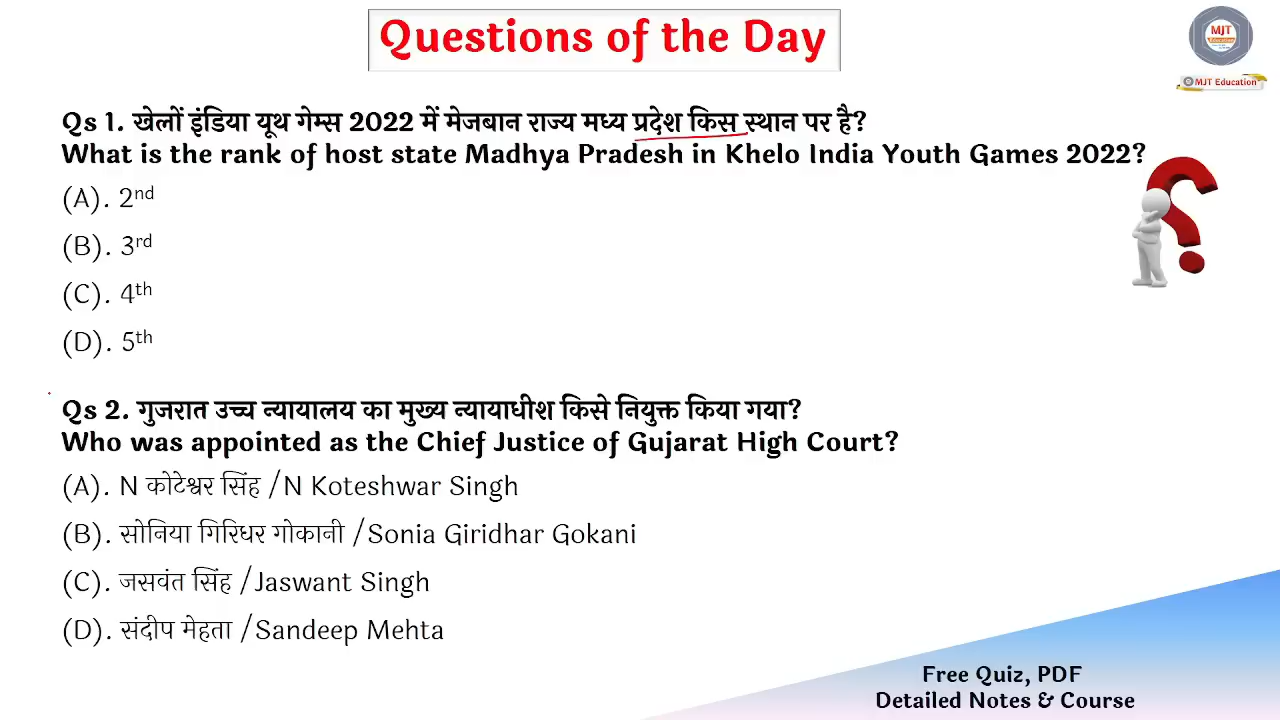 Questions of the Day
MJT
Education
MJT Education
Qs 1. खेलों इंडिया यूथ गेम्स 2022 में मेजबान राज्य मध्य प्रदेश किस स्थान पर है?
What is the rank of host state Madhya Pradesh in Khelo India Youth Games 2022?
(A). 2nd
(B). 3rd
(C). 4th
(D). 5th
Qs 2. गुजरात उच्च न्यायालय का मुख्य न्यायाधीश किसे नियुक्त किया गया?
Who was appointed as the Chief Justice of Gujarat High Court?
(A). N कोटेश्वर सिंह /N Koteshwar Singh
(B). सोनिया गिरिधर गोकानी /Sonia Giridhar Gokani
(C). जसवंत सिंह /Jaswant Singh
(D). संदीप मेहता /Sandeep Mehta
Free Quiz, PDF
Detailed Notes & Course